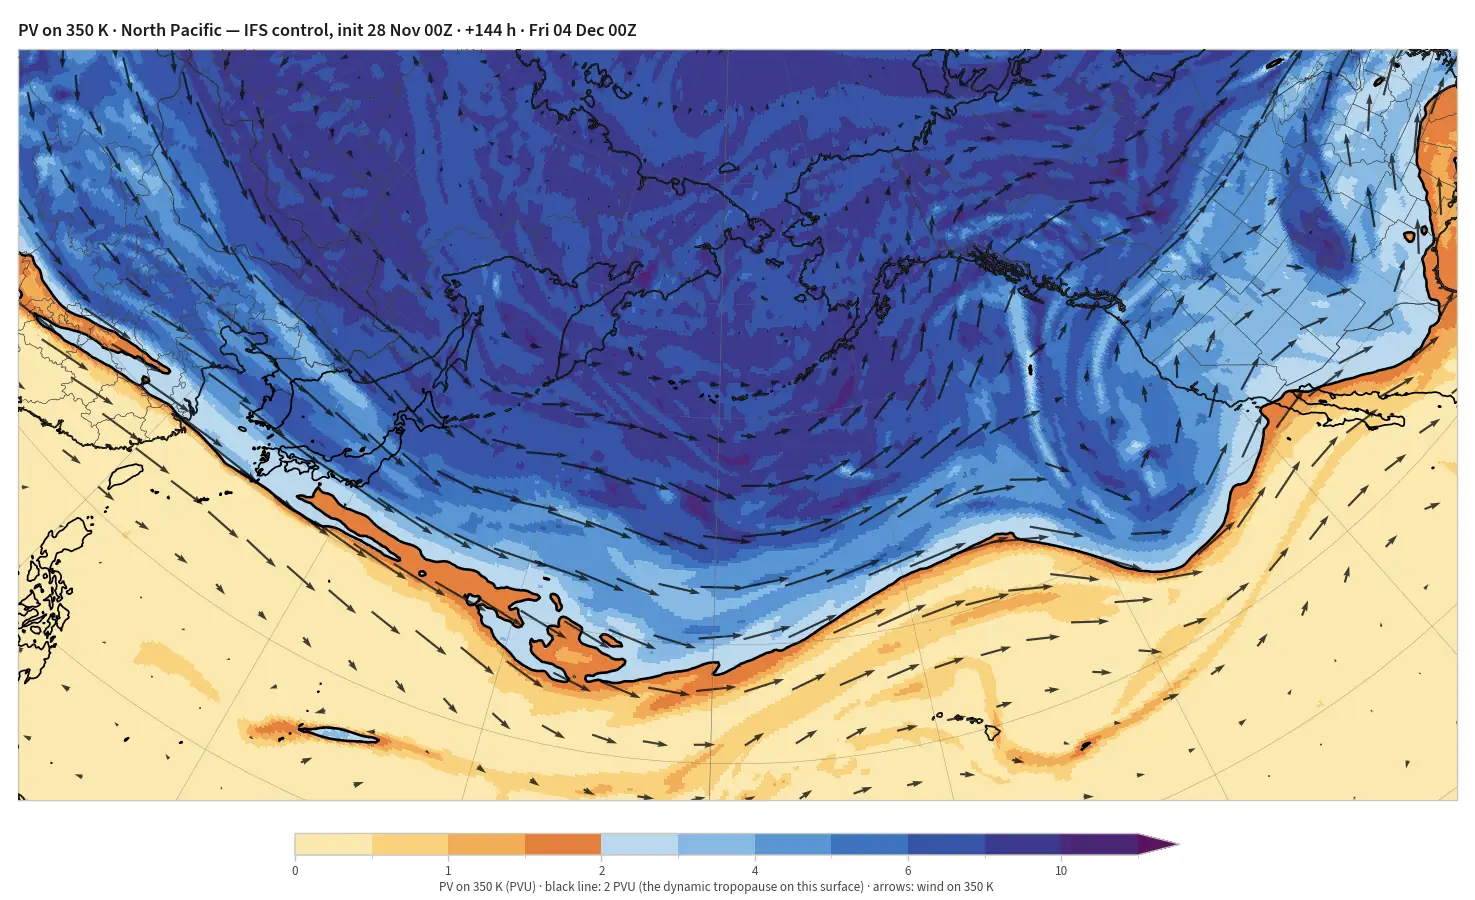 PV on 350 K · North Pacific — IFS control, init 28 Nov 00Z · +144 h · Fri 04 Dec 00Z
0 1 2 4 6 10
PV on 350 K (PVU) · black line: 2 PVU (the dynamic tropopause on this surface) · arrows: wind on 350 K